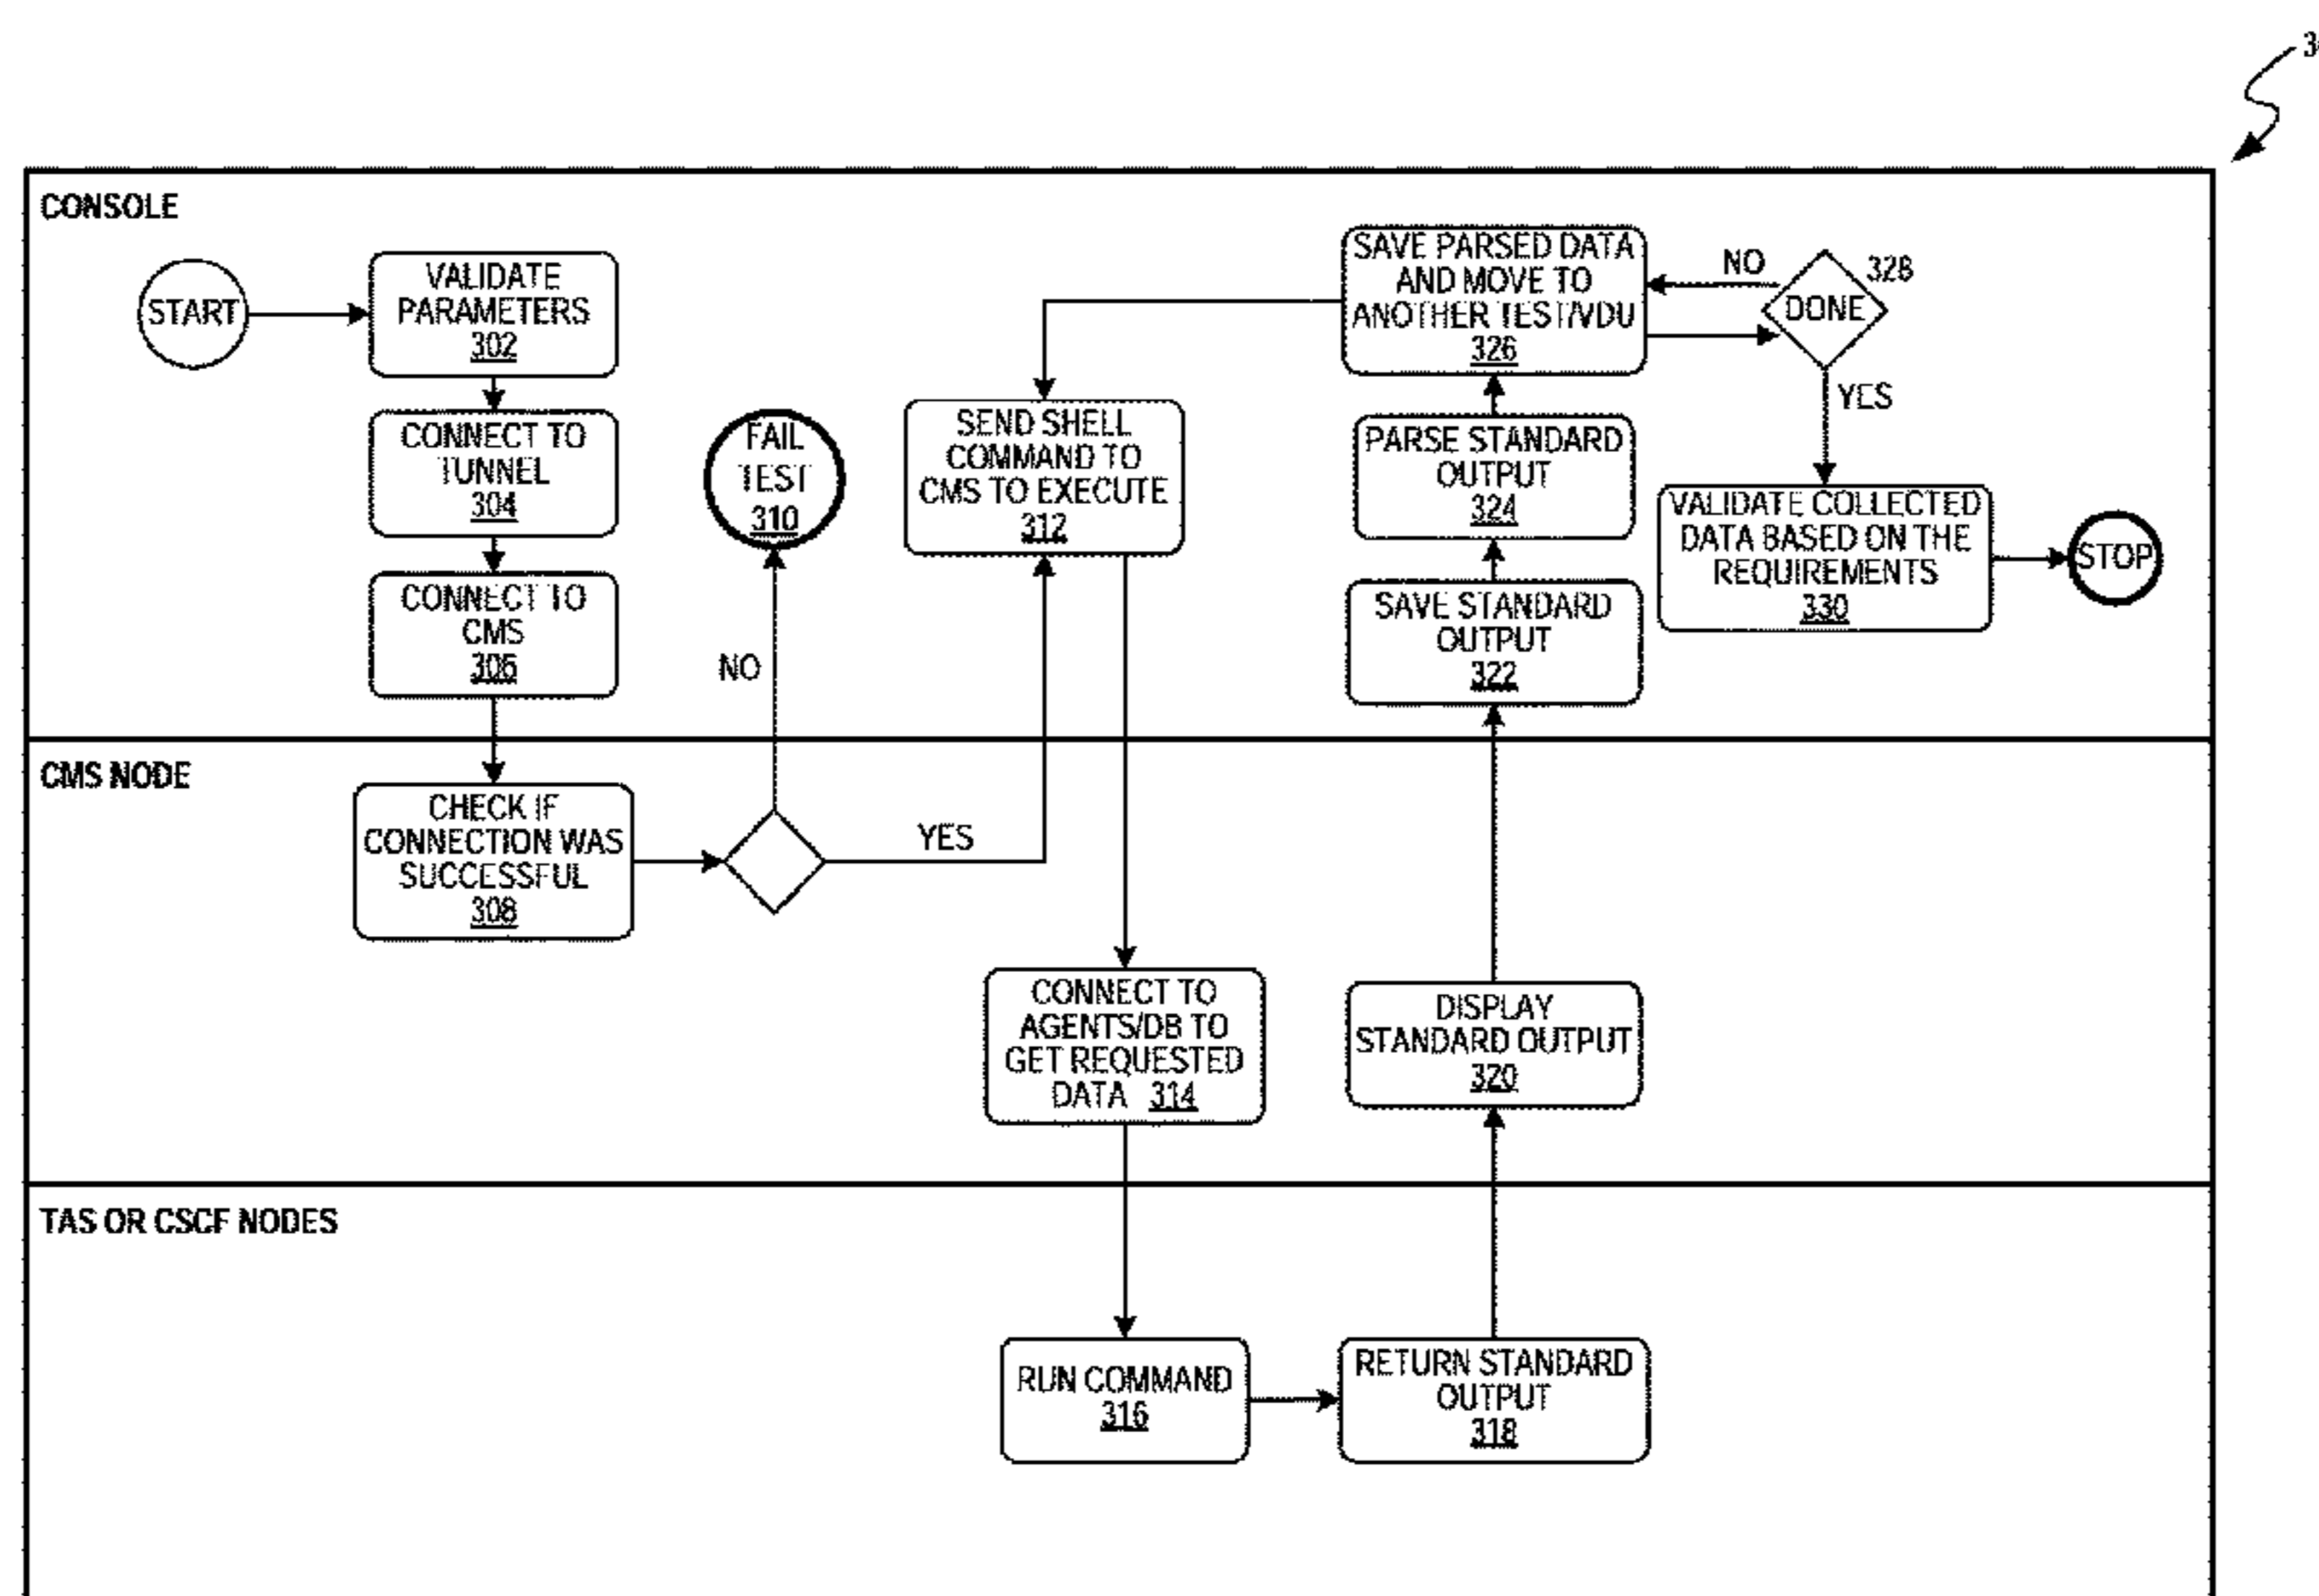 3
CONSOLE
START
VALIDATE
PARAMETERS
302
CONNECT TO
TUNNEL
304
CONNECT TO
CMS
306
FAIL
TEST
310
NO
SEND SHELL
COMMAND TO
CMS TO EXECUTE
312
SAVE PARSED DATA
AND MOVE TO
ANOTHER TEST/VDU
326
NO
DONE
328
YES
PARSE STANDARD
OUTPUT
324
SAVE STANDARD
OUTPUT
322
VALIDATE COLLECTED
DATA BASED ON THE
REQUIREMENTS
330
STOP
CMS NODE
CHECK IF
CONNECTION WAS
SUCCESSFUL
308
YES
CONNECT TO
AGENTS/DB TO
GET REQUESTED
DATA 314
DISPLAY
STANDARD OUTPUT
320
TAS OR CSCF NODES
RUN COMMAND
316
RETURN STANDARD
OUTPUT
318